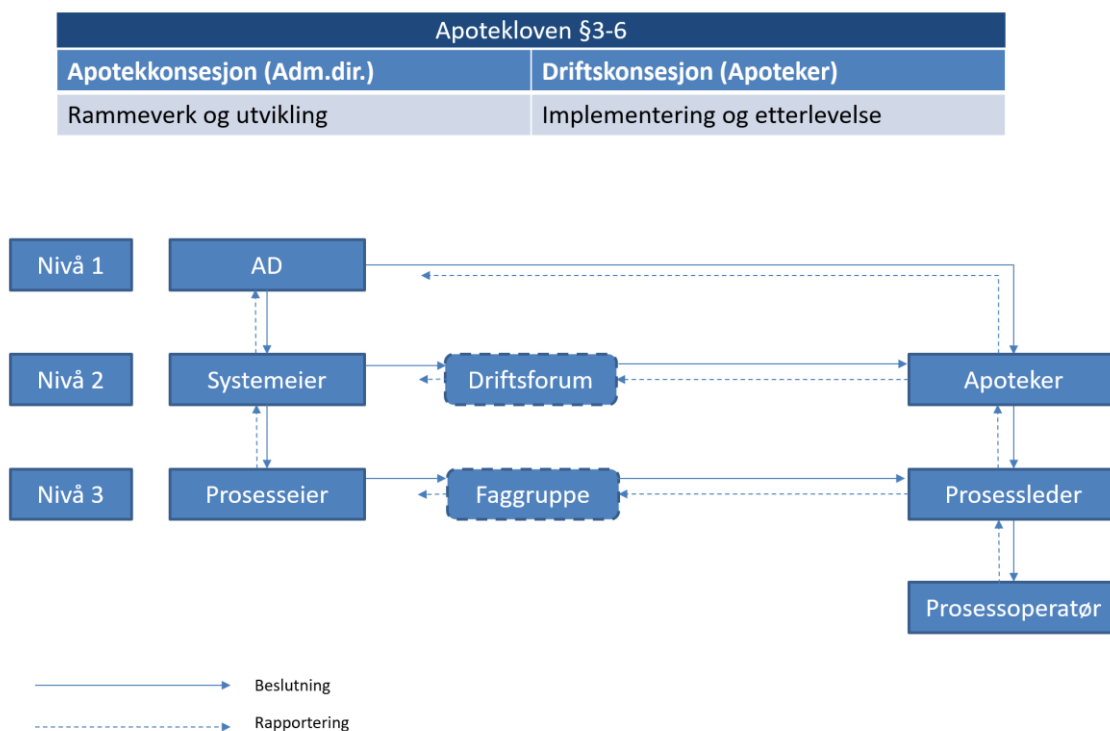 Apotekloven §3-6
Apotekkonsesjon (Adm.dir.) Driftskonsesjon (Apoteker)
Rammeverk og utvikling Implementering og etterlevelse
Nivå 1 AD
Nivå 2 Systemeier Driftsforum Apoteker
Nivå 3 Prosesseier Faggruppe Prosessleder
Prosessoperatør
Beslutning
Rapportering